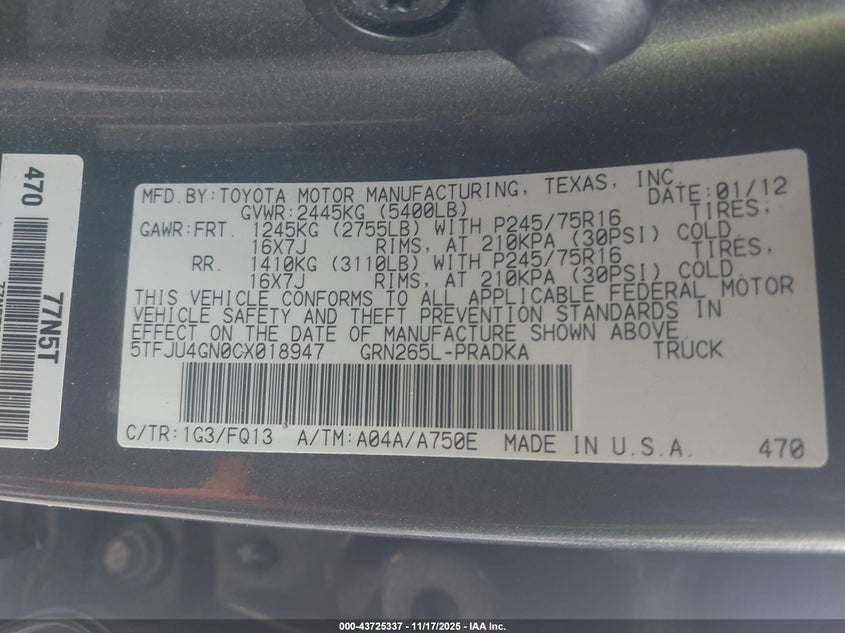 470
77N5T
MFD.BY:TOYOTA MOTOR MANUFACTURING, TEXAS, INC.
DATE:01/12
GVWR:2445KG (5400LB)
GAWR:FRT. 1245KG (2755LB) WITH P245/75R16 TIRES,
16X7J RIMS, AT 210KPA (30PSI) COLD.
RR. 1410KG (3110LB) WITH P245/75R16 TIRES,
16X7J RIMS, AT 210KPA (30PSI) COLD.
THIS VEHICLE CONFORMS TO ALL APPLICABLE FEDERAL MOTOR
VEHICLE SAFETY AND THEFT PREVENTION STANDARDS IN
EFFECT ON THE DATE OF MANUFACTURE SHOWN ABOVE.
5TFJU4GN0CX018947 GRN265L-PRADKA TRUCK
C/TR:1G3/FQ13 A/TM:A04A/A750E MADE IN U.S.A. 470
000-43725337 - 11/17/2025 - IAA Inc.